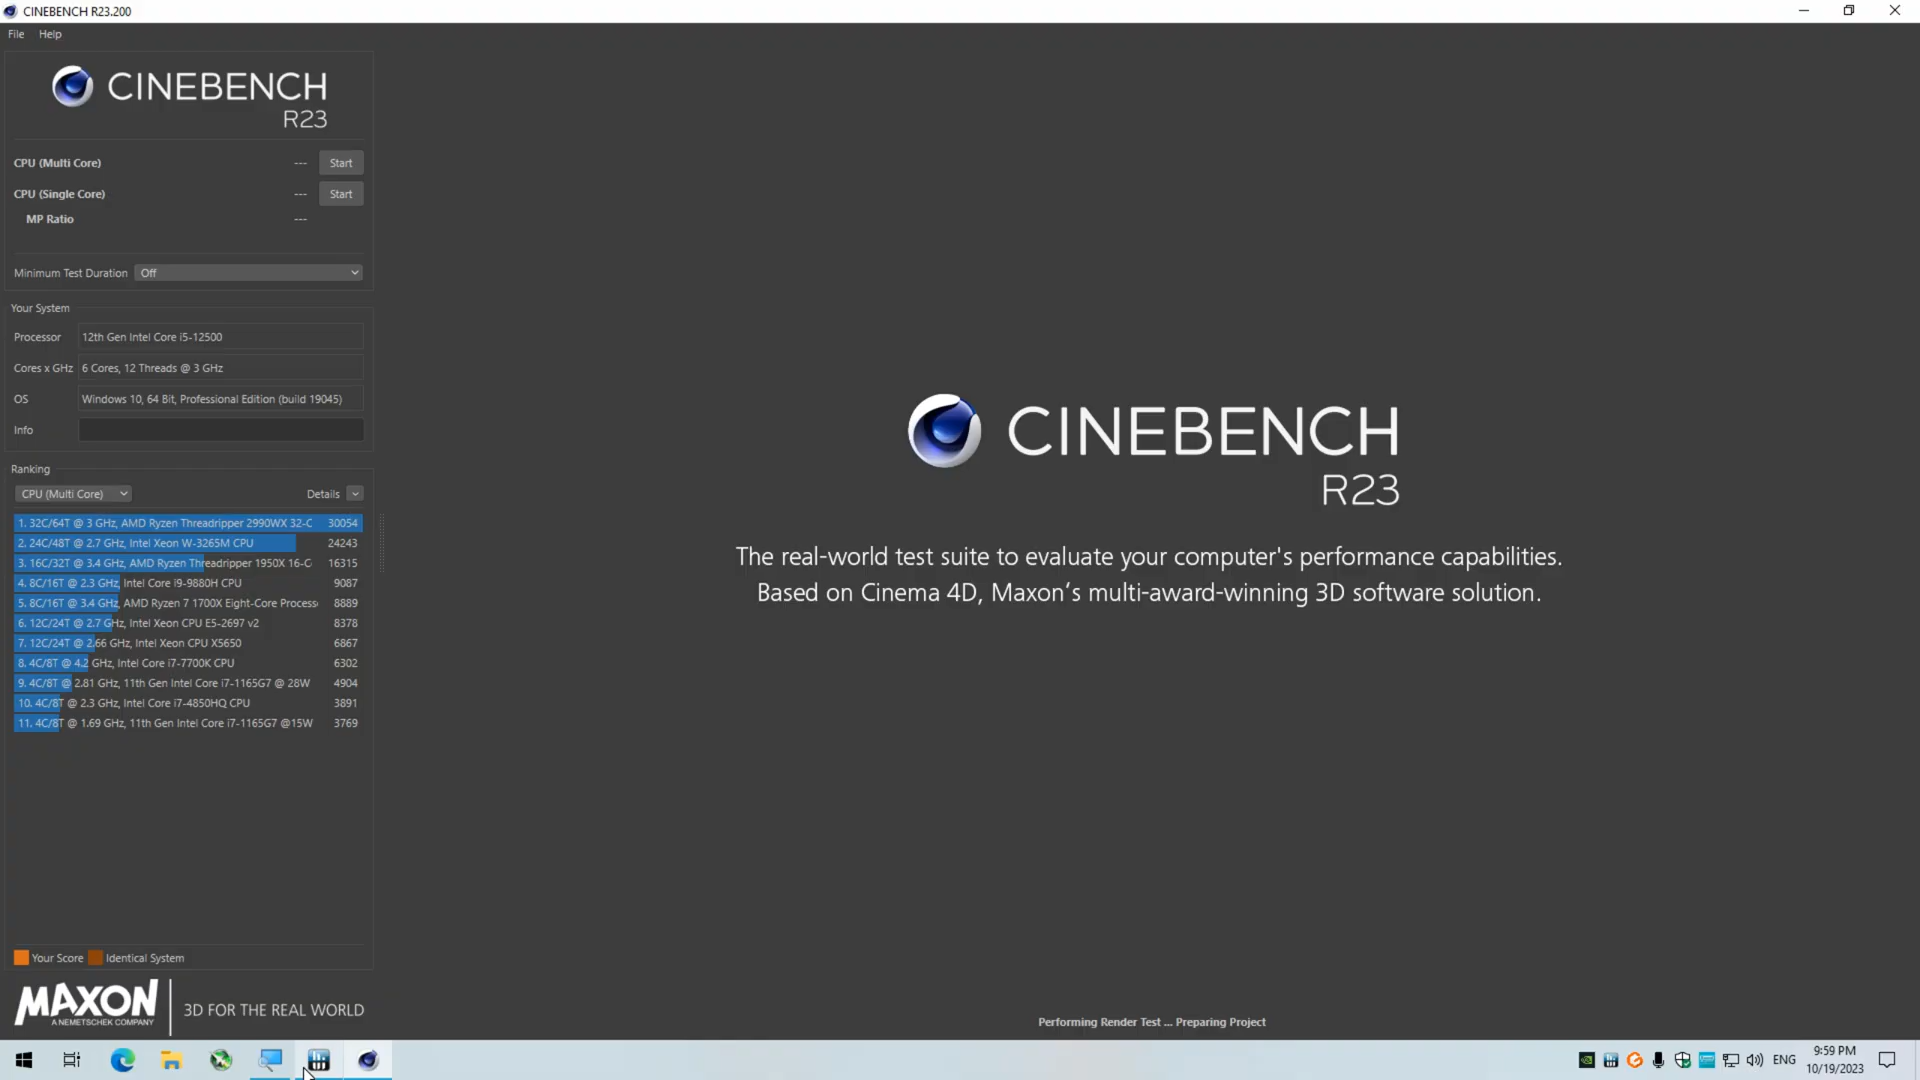 CINEBENCH R23.200
File Help
CINEBENCH
R23
CPU (Multi Core) --- Start
CPU (Single Core) --- Start
MP Ratio ---
Minimum Test Duration Off
Your System
Processor 12th Gen Intel Core i5-12500
Cores x GHz 6 Cores, 12 Threads @ 3 GHz
OS Windows 10, 64 Bit, Professional Edition (build 19045)
Info
Ranking
CPU (Multi Core) Details
1. 32C/64T @ 3 GHz, AMD Ryzen Threadripper 2990WX 32-C 30054
2. 24C/48T @ 2.7 GHz, Intel Xeon W-3265M CPU 24243
3. 16C/32T @ 3.4 GHz, AMD Ryzen Threadripper 1950X 16-C 16315
4. 8C/16T @ 2.3 GHz, Intel Core i9-9880H CPU 9087
5. 8C/16T @ 3.4 GHz, AMD Ryzen 7 1700X Eight-Core Process 8889
6. 12C/24T @ 2.7 GHz, Intel Xeon CPU E5-2697 v2 8378
7. 12C/24T @ 2.66 GHz, Intel Xeon CPU X5650 6867
8. 4C/8T @ 4.2 GHz, Intel Core i7-7700K CPU 6302
9. 4C/8T @ 2.81 GHz, 11th Gen Intel Core i7-1165G7 @ 28W 4904
10. 4C/8T @ 2.3 GHz, Intel Core i7-4850HQ CPU 3891
11. 4C/8T @ 1.69 GHz, 11th Gen Intel Core i7-1165G7 @15W 3769
Your Score Identical System
MAXON
A NEMETSCHEK COMPANY
3D FOR THE REAL WORLD
CINEBENCH
R23
The real-world test suite to evaluate your computer's performance capabilities.
Based on Cinema 4D, Maxon's multi-award-winning 3D software solution.
Performing Render Test ... Preparing Project
ENG
9:59 PM
10/19/2023